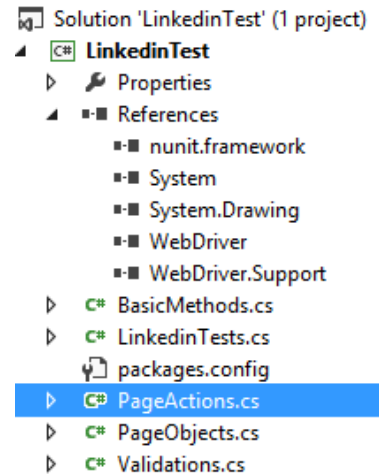 Solution 'LinkedinTest' (1 project)
C# LinkedinTest
Properties
References
nunit.framework
System
System.Drawing
WebDriver
WebDriver.Support
C# BasicMethods.cs
C# LinkedinTests.cs
packages.config
C# PageActions.cs
C# PageObjects.cs
C# Validations.cs